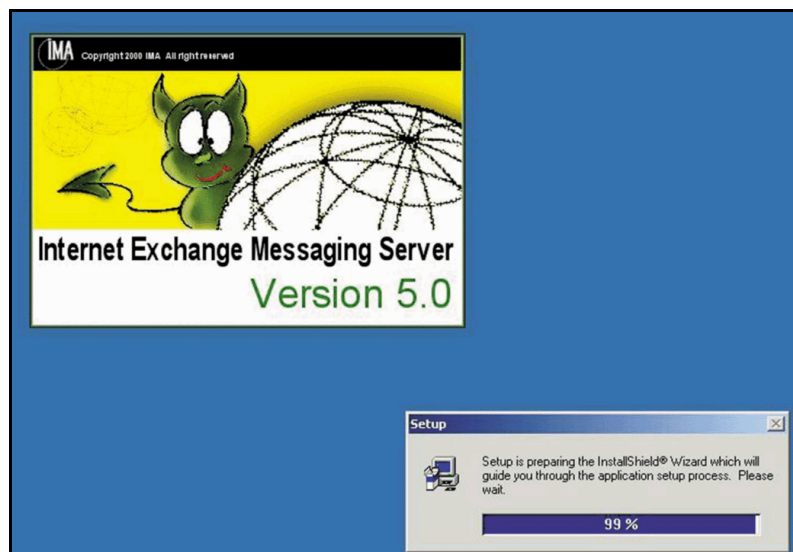 IMA Copyright 2000 IMA All right reserved
Internet Exchange Messaging Server
Version 5.0
Setup
Setup is preparing the InstallShield® Wizard which will
guide you through the application setup process. Please
wait.
99 %